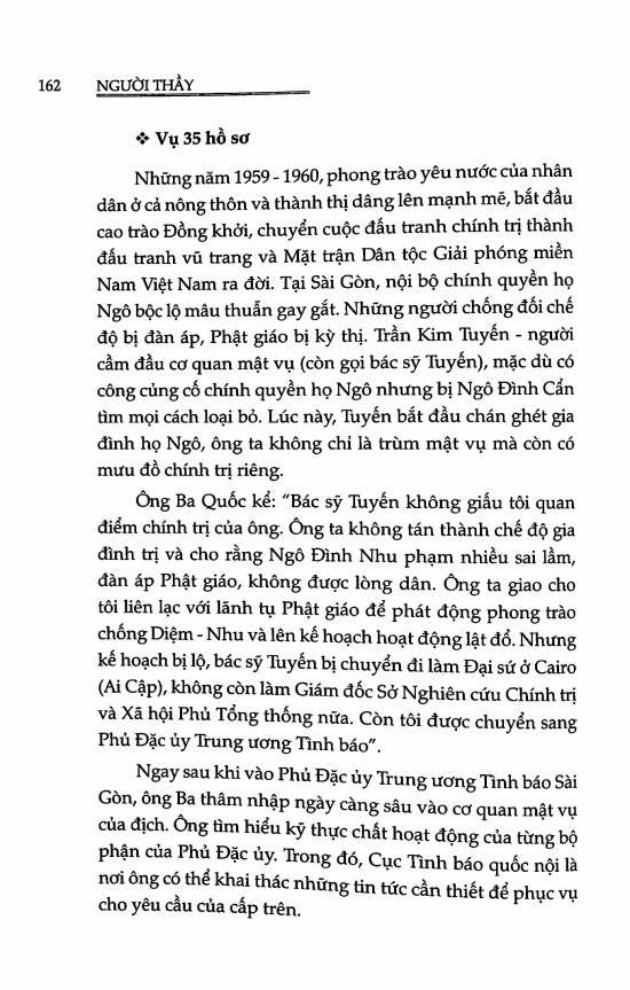 162 NGƯỜI THẦY
❖ Vụ 35 hồ sơ
Những năm 1959 - 1960, phong trào yêu nước của nhân
dân ở cả nông thôn và thành thị dâng lên mạnh mẽ, bắt đầu
cao trào Đồng khởi, chuyển cuộc đấu tranh chính trị thành
đấu tranh vũ trang và Mặt trận Dân tộc Giải phóng miền
Nam Việt Nam ra đời. Tại Sài Gòn, nội bộ chính quyền họ
Ngô bộc lộ mâu thuẫn gay gắt. Những người chống đối chế
độ bị đàn áp, Phật giáo bị kỳ thị. Trần Kim Tuyến - người
cầm đầu cơ quan mật vụ (còn gọi bác sỹ Tuyến), mặc dù có
công củng cố chính quyền họ Ngô nhưng bị Ngô Đình Cẩn
tìm mọi cách loại bỏ. Lúc này, Tuyến bắt đầu chán ghét gia
đình họ Ngô, ông ta không chỉ là trùm mật vụ mà còn có
mưu đồ chính trị riêng.
Ông Ba Quốc kể: "Bác sỹ Tuyến không giấu tôi quan
điểm chính trị của ông. Ông ta không tán thành chế độ gia
đình trị và cho rằng Ngô Đình Nhu phạm nhiều sai lầm,
đàn áp Phật giáo, không được lòng dân. Ông ta giao cho
tôi liên lạc với lãnh tụ Phật giáo để phát động phong trào
chống Diệm - Nhu và lên kế hoạch hoạt động lật đổ. Nhưng
kế hoạch bị lộ, bác sỹ Tuyến bị chuyển đi làm Đại sứ ở Cairo
(Ai Cập), không còn làm Giám đốc Sở Nghiên cứu Chính trị
và Xã hội Phủ Tổng thống nữa. Còn tôi được chuyển sang
Phủ Đặc ủy Trung ương Tình báo".
Ngay sau khi vào Phủ Đặc ủy Trung ương Tình báo Sài
Gòn, ông Ba thâm nhập ngày càng sâu vào cơ quan mật vụ
của địch. Ông tìm hiểu kỹ thực chất hoạt động của từng bộ
phận của Phủ Đặc ủy. Trong đó, Cục Tình báo quốc nội là
nơi ông có thể khai thác những tin tức cần thiết để phục vụ
cho yêu cầu của cấp trên.